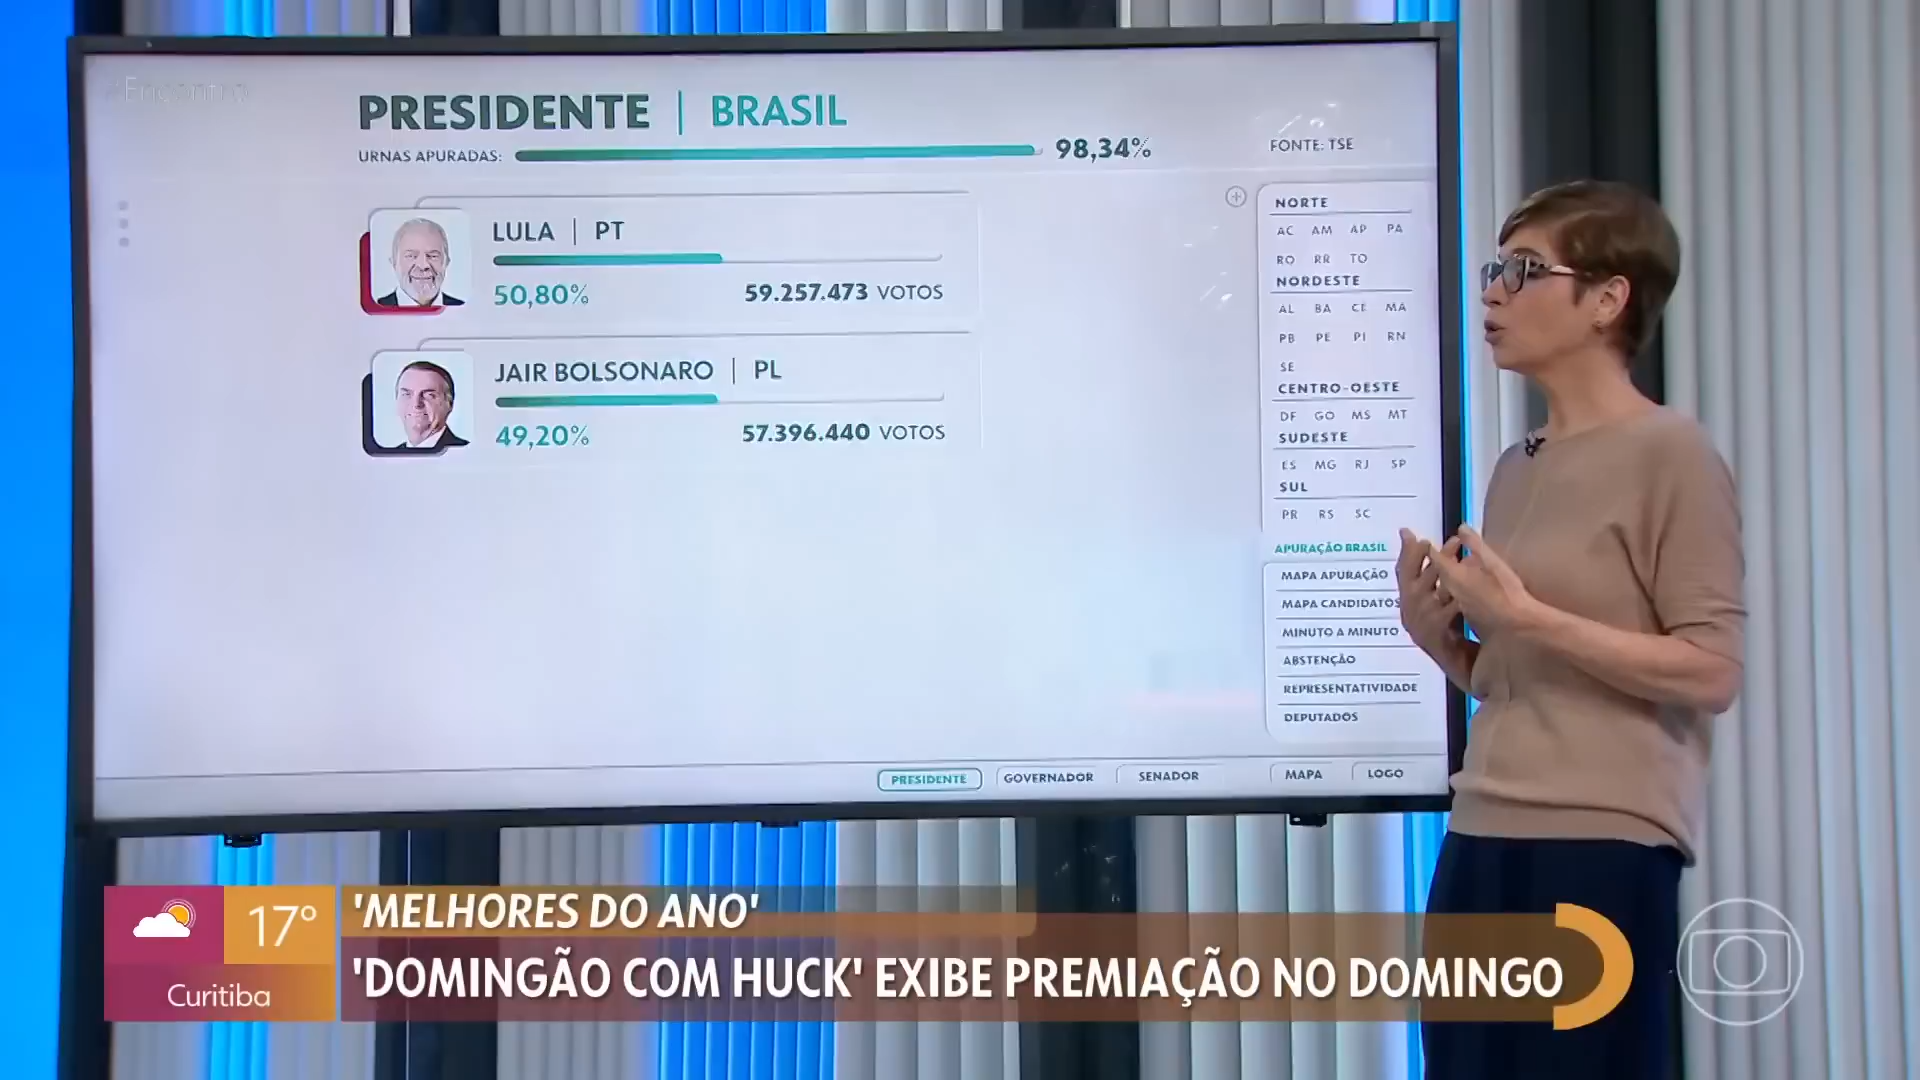 #Encontro
PRESIDENTE | BRASIL
URNAS APURADAS: 98,34%
FONTE: TSE
LULA | PT
50,80% 59.257.473 VOTOS
JAIR BOLSONARO | PL
49,20% 57.396.440 VOTOS
NORTE
AC AM AP PA
RO RR TO
NORDESTE
AL BA CE MA
PB PE PI RN
SE
CENTRO-OESTE
DF GO MS MT
SUDESTE
ES MG RJ SP
SUL
PR RS SC
APURAÇÃO BRASIL
MAPA APURAÇÃO
MAPA CANDIDATOS
MINUTO A MINUTO
ABSTENÇÃO
REPRESENTATIVIDADE
DEPUTADOS
PRESIDENTE GOVERNADOR SENADOR MAPA LOGO
17°
Curitiba
'MELHORES DO ANO'
'DOMINGÃO COM HUCK' EXIBE PREMIAÇÃO NO DOMINGO